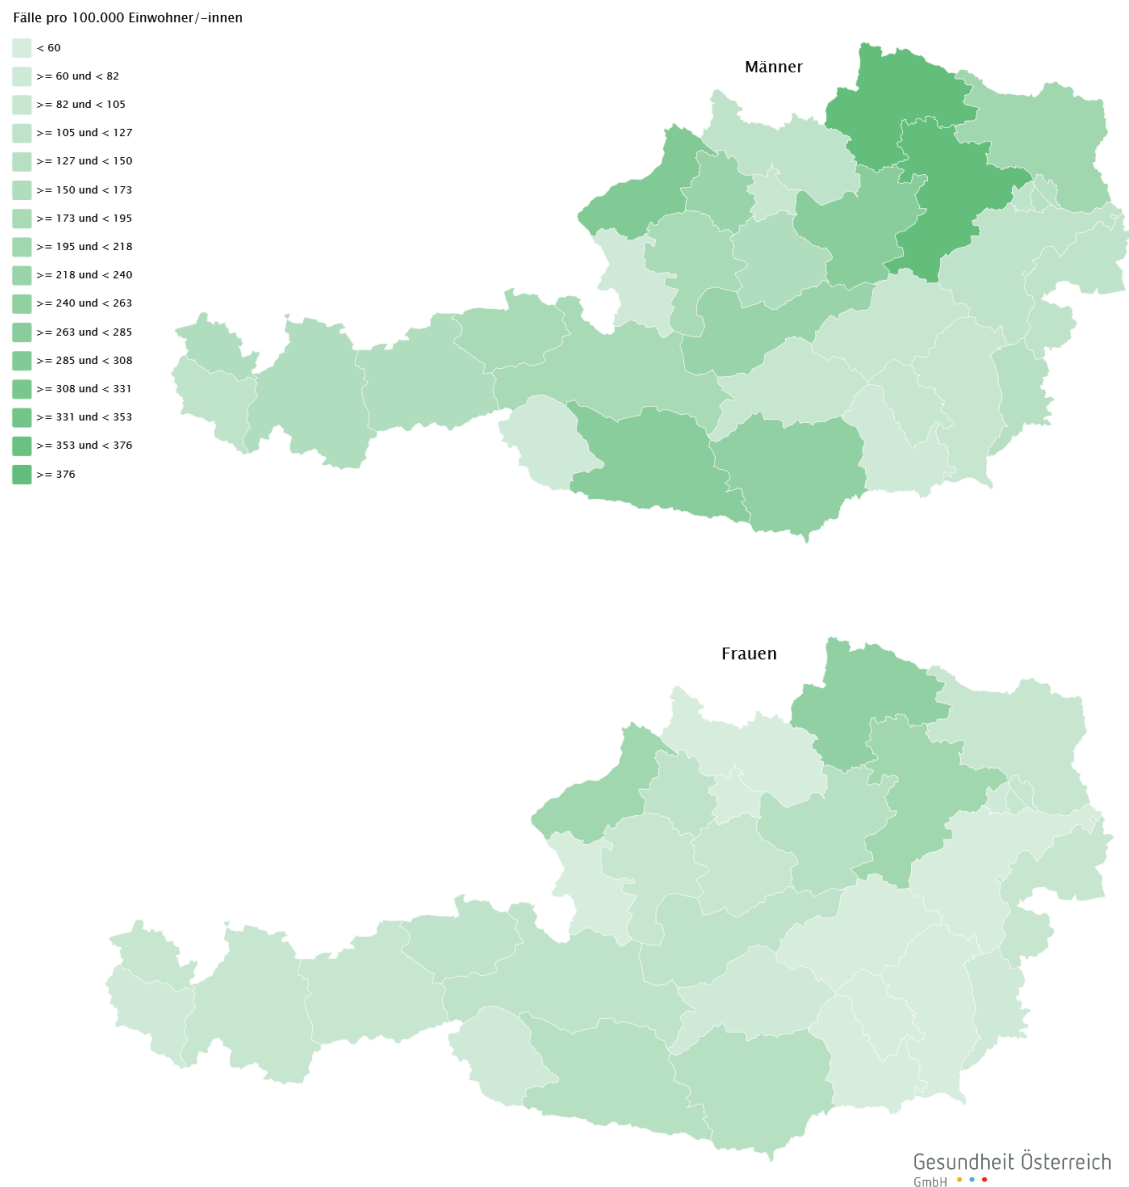 Fälle pro 100.000 Einwohner/-innen
< 60
>= 60 und < 82
>= 82 und < 105
>= 105 und < 127
>= 127 und < 150
>= 150 und < 173
>= 173 und < 195
>= 195 und < 218
>= 218 und < 240
>= 240 und < 263
>= 263 und < 285
>= 285 und < 308
>= 308 und < 331
>= 331 und < 353
>= 353 und < 376
>= 376
Männer
Frauen
Gesundheit Österreich
GmbH